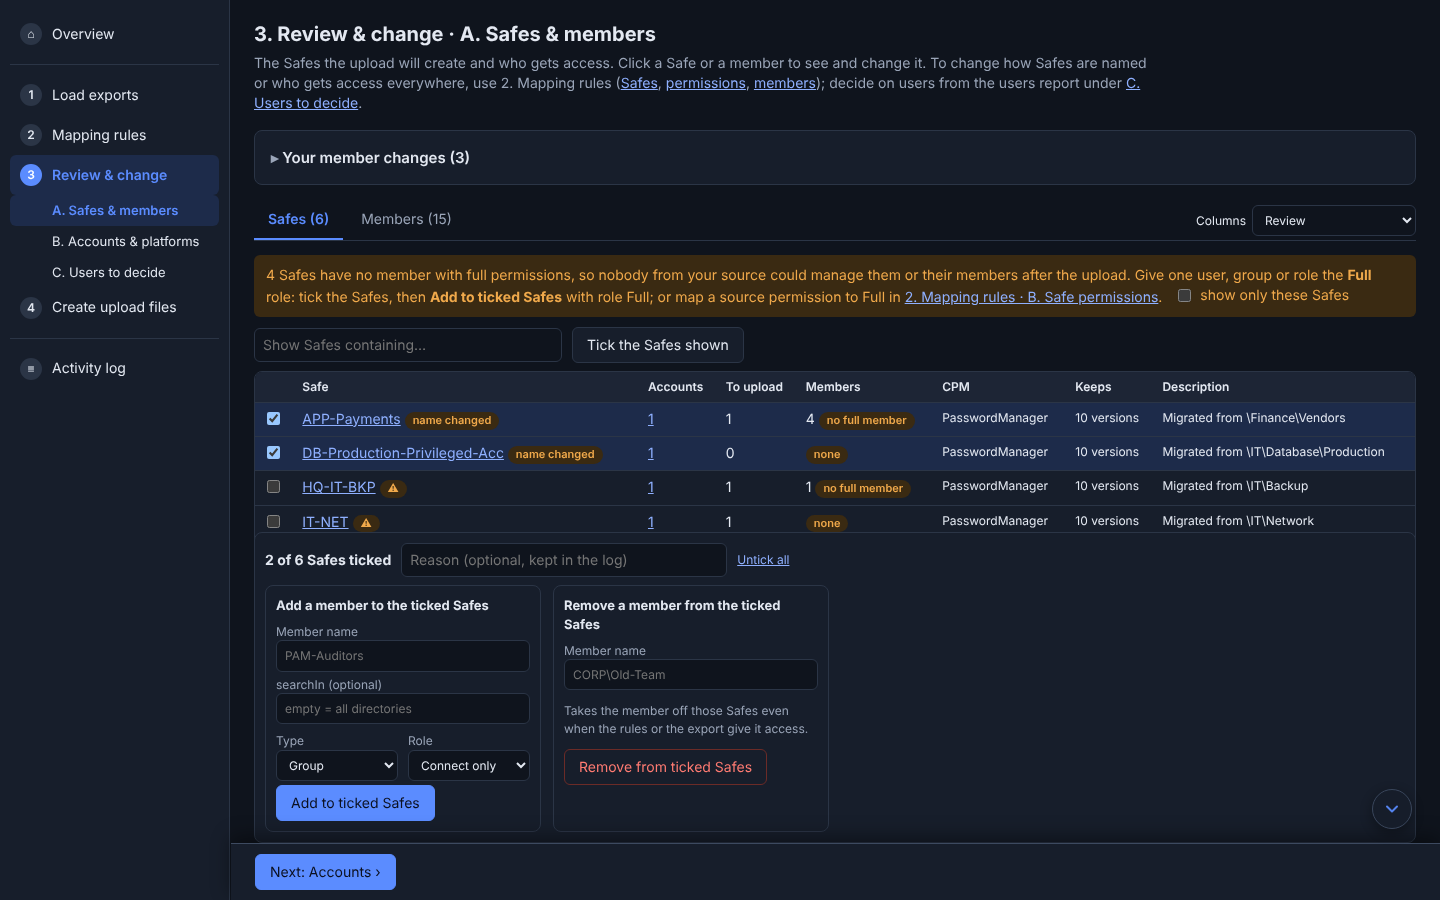 Overview
1 Load exports
2 Mapping rules
3 Review & change
A. Safes & members
B. Accounts & platforms
C. Users to decide
4 Create upload files
Activity log
3. Review & change · A. Safes & members
The Safes the upload will create and who gets access. Click a Safe or a member to see and change it. To change how Safes are named
or who gets access everywhere, use 2. Mapping rules (Safes, permissions, members); decide on users from the users report under C.
Users to decide.
▸ Your member changes (3)
Safes (6) Members (15) Columns Review
4 Safes have no member with full permissions, so nobody from your source could manage them or their members after the upload. Give one user, group or role the Full
role: tick the Safes, then Add to ticked Safes with role Full; or map a source permission to Full in 2. Mapping rules · B. Safe permissions. show only these Safes
Show Safes containing... Tick the Safes shown
Safe Accounts To upload Members CPM Keeps Description
APP-Payments name changed 1 1 4 no full member PasswordManager 10 versions Migrated from \Finance\Vendors
DB-Production-Privileged-Acc name changed 1 0 none PasswordManager 10 versions Migrated from \IT\Database\Production
HQ-IT-BKP ⚠ 1 1 1 no full member PasswordManager 10 versions Migrated from \IT\Backup
IT-NET ⚠ 1 1 none PasswordManager 10 versions Migrated from \IT\Network
2 of 6 Safes ticked Reason (optional, kept in the log) Untick all
Add a member to the ticked Safes
Member name
PAM-Auditors
searchIn (optional)
empty = all directories
Type Role
Group Connect only
Add to ticked Safes
Remove a member from the ticked
Safes
Member name
CORP\Old-Team
Takes the member off those Safes even
when the rules or the export give it access.
Remove from ticked Safes
Next: Accounts ›